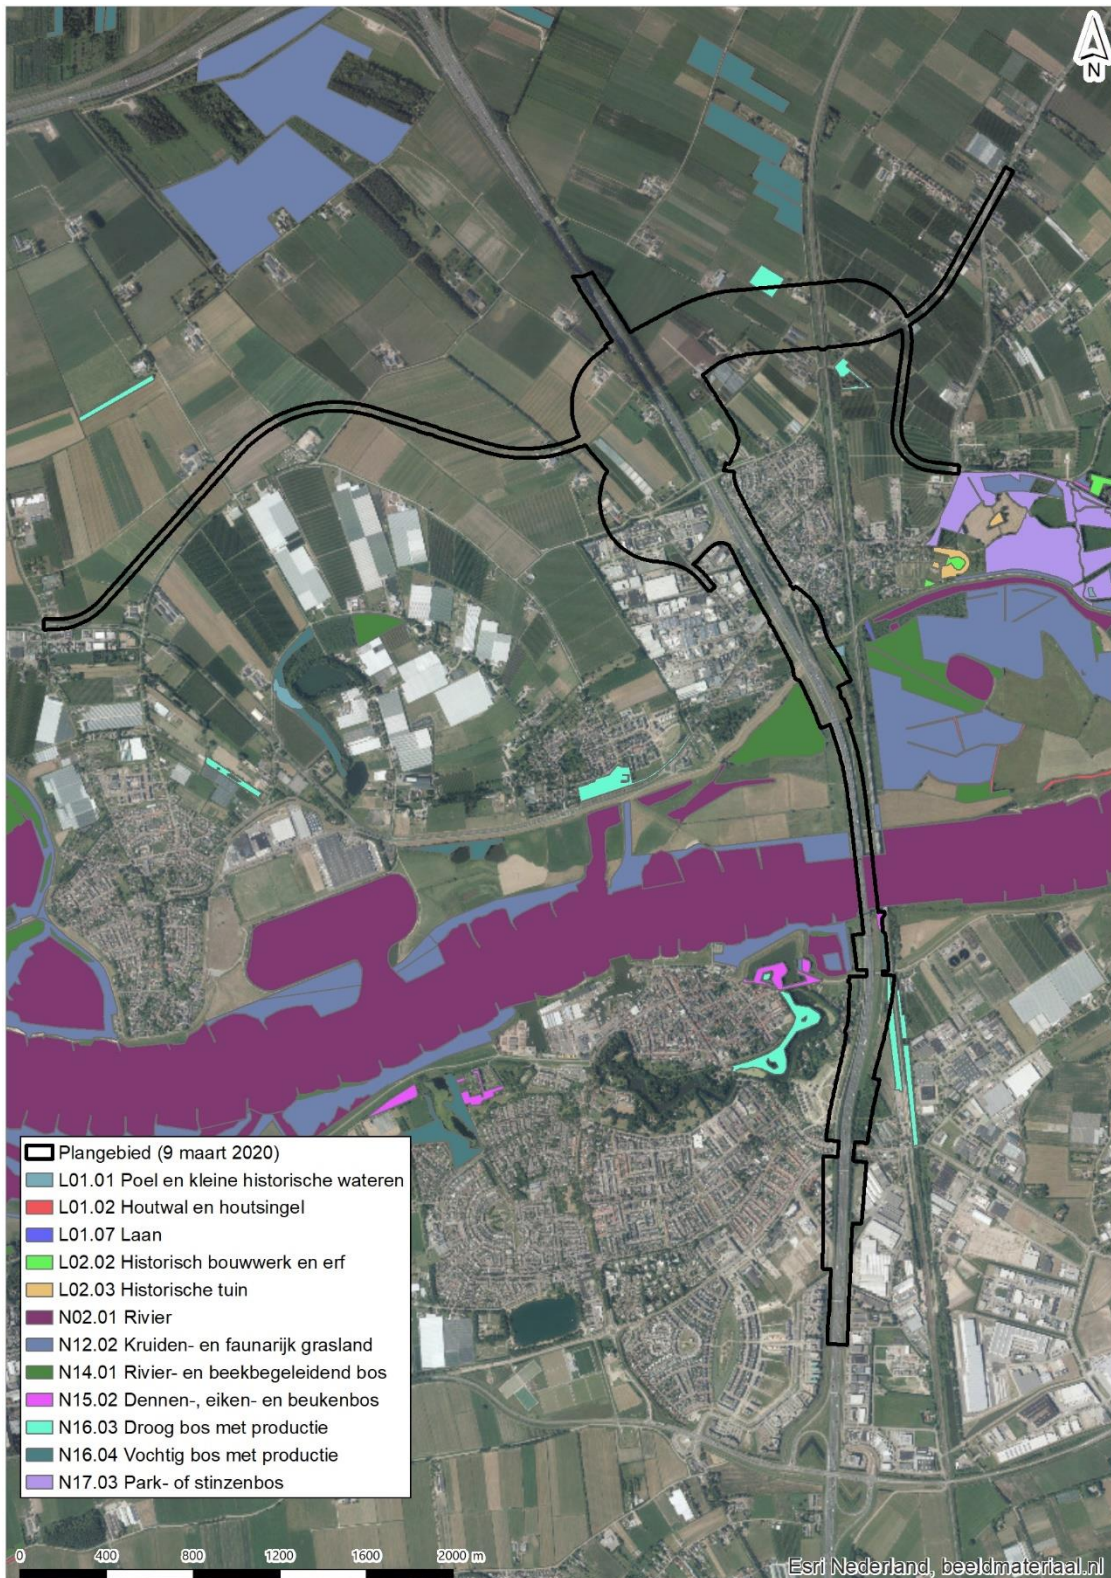 N
Plangebied (9 maart 2020)
L01.01 Poel en kleine historische wateren
L01.02 Houtwal en houtsingel
L01.07 Laan
L02.02 Historisch bouwwerk en erf
L02.03 Historische tuin
N02.01 Rivier
N12.02 Kruiden- en faunarijk grasland
N14.01 Rivier- en beekbegeleidend bos
N15.02 Dennen-, eiken- en beukenbos
N16.03 Droog bos met productie
N16.04 Vochtig bos met productie
N17.03 Park- of stinzenbos
0 400 800 1200 1600 2000 m
Esri Nederland, beeldmateriaal.nl